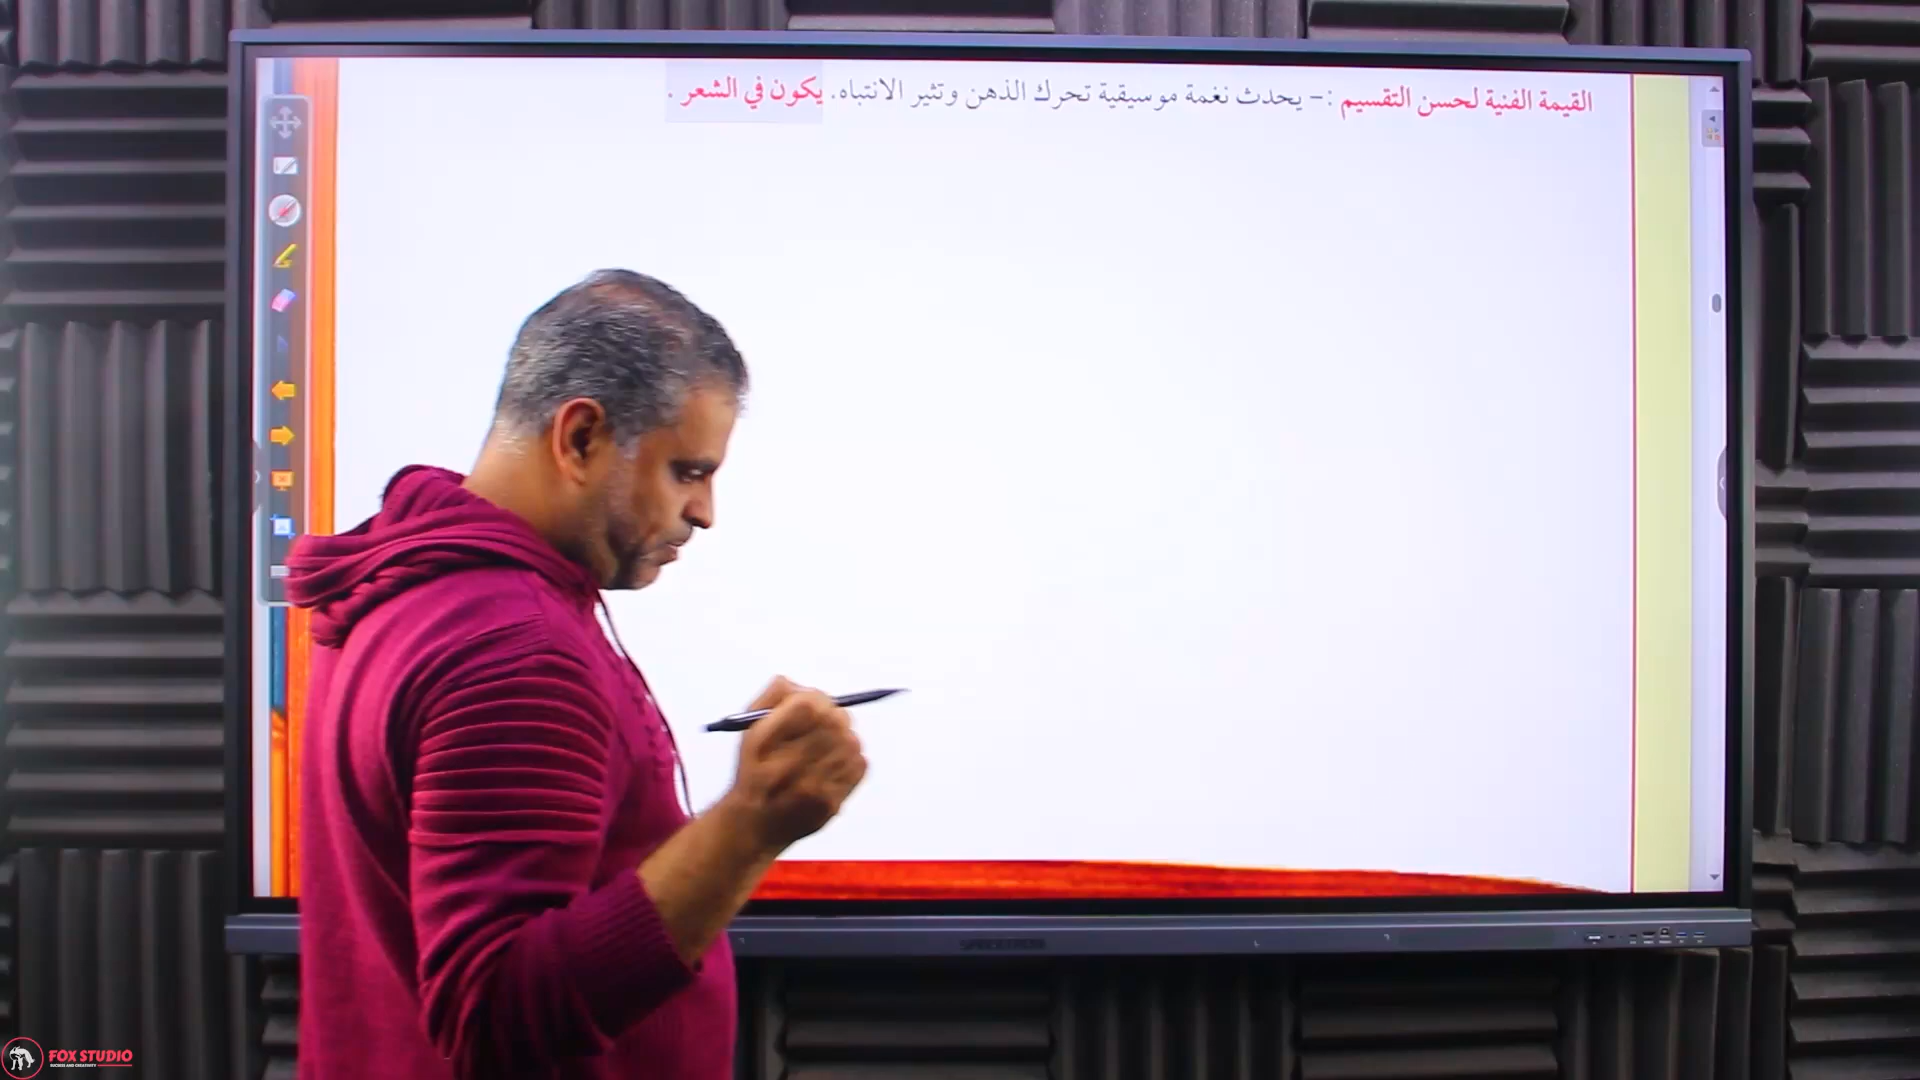 القيمة الفنية لحسن التقسيم :- يحدث نغمة موسيقية تحرك الذهن وتثير الانتباه. يكون في الشعر .
FOX STUDIO